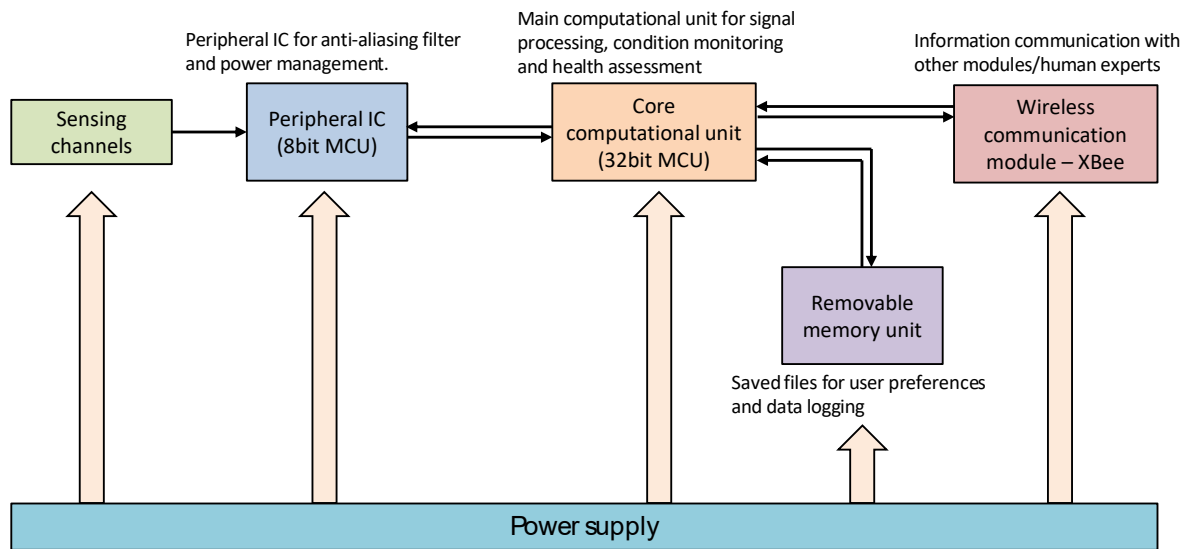 Peripheral IC for anti-aliasing filter
and power management.
Main computational unit for signal
processing, condition monitoring
and health assessment
Information communication with
other modules/human experts
Sensing
channels
Peripheral IC
(8bit MCU)
Core
computational unit
(32bit MCU)
Wireless
communication
module – XBee
Removable
memory unit
Saved files for user preferences
and data logging
Power supply